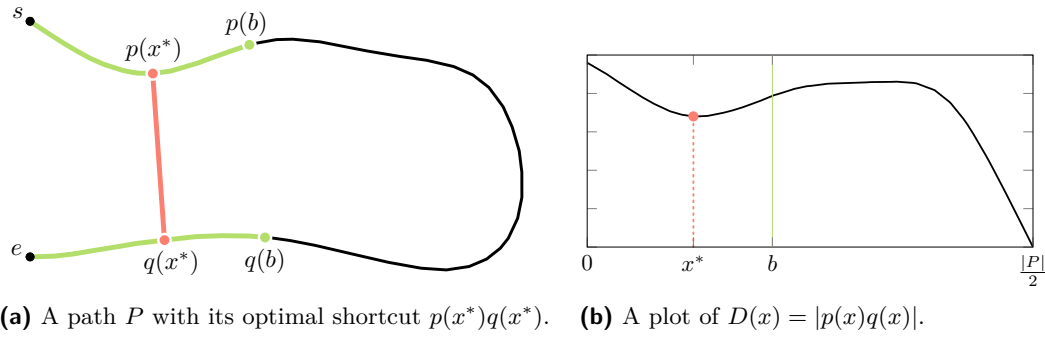 s
p(b)
p(x*)
e
q(x*)
q(b)
0
x*
b
|P|
2
(a) A path P with its optimal shortcut p(x*)q(x*).
(b) A plot of D(x) = |p(x)q(x)|.